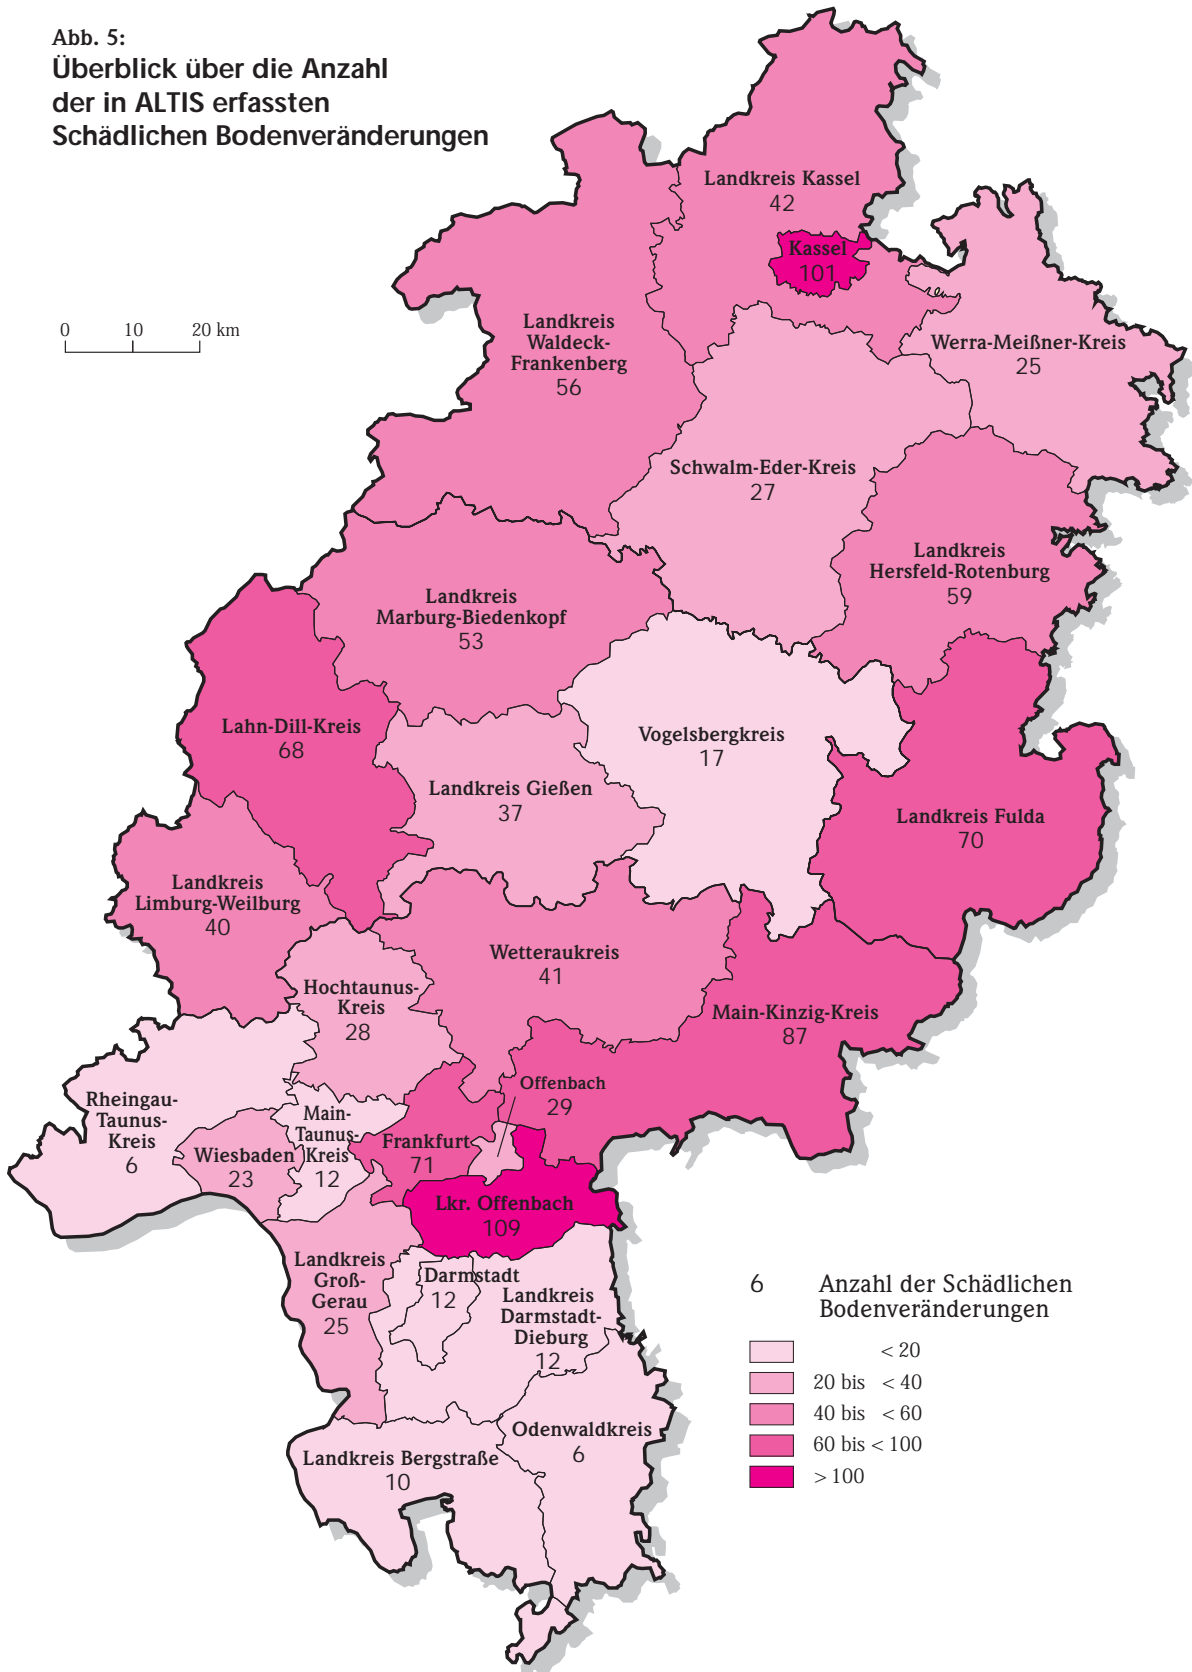 Abb. 5:
Überblick über die Anzahl
der in ALTIS erfassten
Schädlichen Bodenveränderungen
0 10 20 km
Landkreis Kassel
42
Kassel
101
Landkreis
Waldeck-
Frankenberg
56
Werra-Meißner-Kreis
25
Schwalm-Eder-Kreis
27
Landkreis
Hersfeld-Rotenburg
59
Landkreis
Marburg-Biedenkopf
53
Lahn-Dill-Kreis
68
Vogelsbergkreis
17
Landkreis Gießen
37
Landkreis Fulda
70
Landkreis
Limburg-Weilburg
40
Wetteraukreis
41
Hochtaunus-
Kreis
28
Main-Kinzig-Kreis
87
Offenbach
29
Rheingau-
Taunus-
Kreis
6
Main-
Taunus-
Kreis
12
Wiesbaden
23
Frankfurt
71
Lkr. Offenbach
109
Landkreis
Groß-
Gerau
25
Darmstadt
12
Landkreis
Darmstadt-
Dieburg
12
Odenwaldkreis
6
Landkreis Bergstraße
10
6 Anzahl der Schädlichen
Bodenveränderungen
< 20
20 bis < 40
40 bis < 60
60 bis < 100
> 100